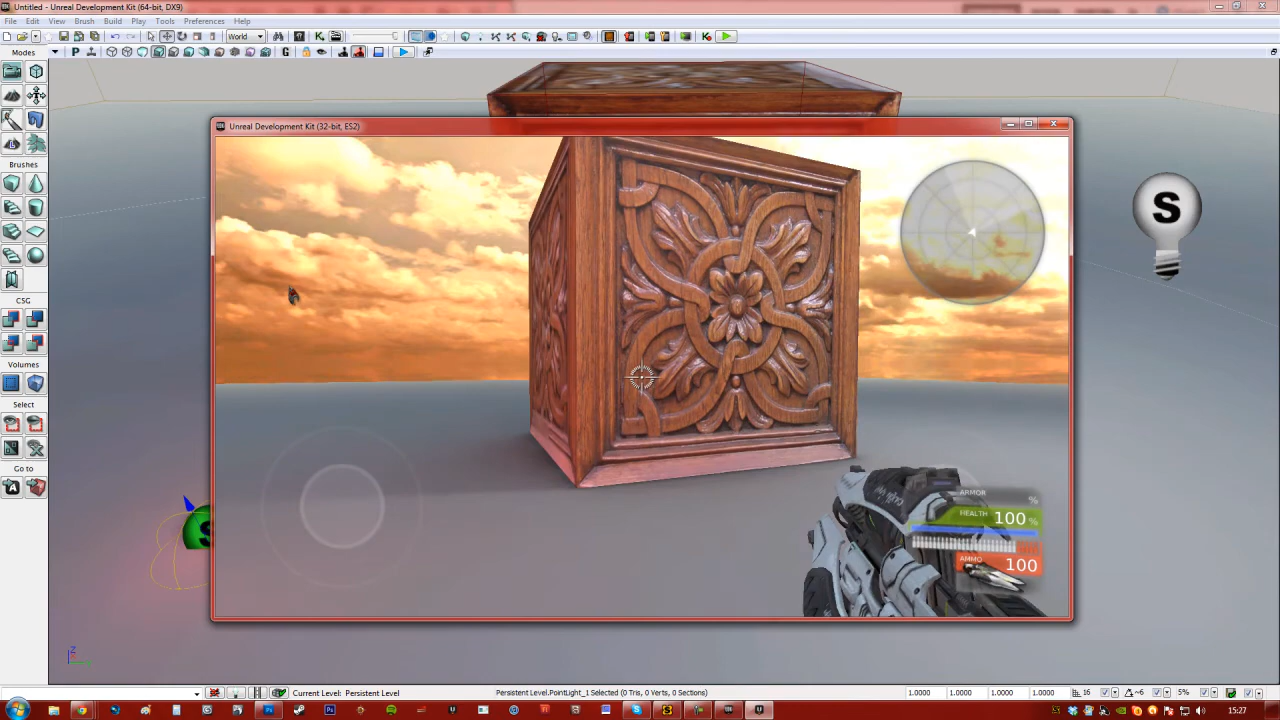 Untitled - Unreal Development Kit (64-bit, DX9)
File Edit View Brush Build Play Tools Preferences Help
World
Modes
P
G
Unreal Development Kit (32-bit, ES2)
S
Brushes
CSG
Volumes
Select
Go to
ARMOR %
HEALTH 100 %
AMMO 100
Z
Current Level: Persistent Level
Persistent Level.PointLight_1 Selected (0 Tris, 0 Verts, 0 Sections)
1.0000 1.0000 1.0000 1.0000
16
5%
15:27